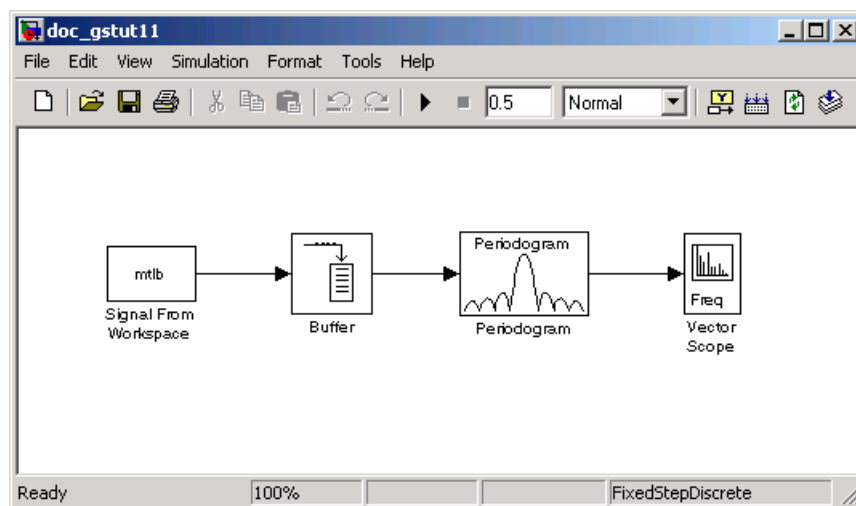 doc_gstut11
File Edit View Simulation Format Tools Help
0.5 Normal
Periodogram
mtlb
Freq
Signal From
Workspace
Buffer
Periodogram
Vector
Scope
Ready 100% FixedStepDiscrete